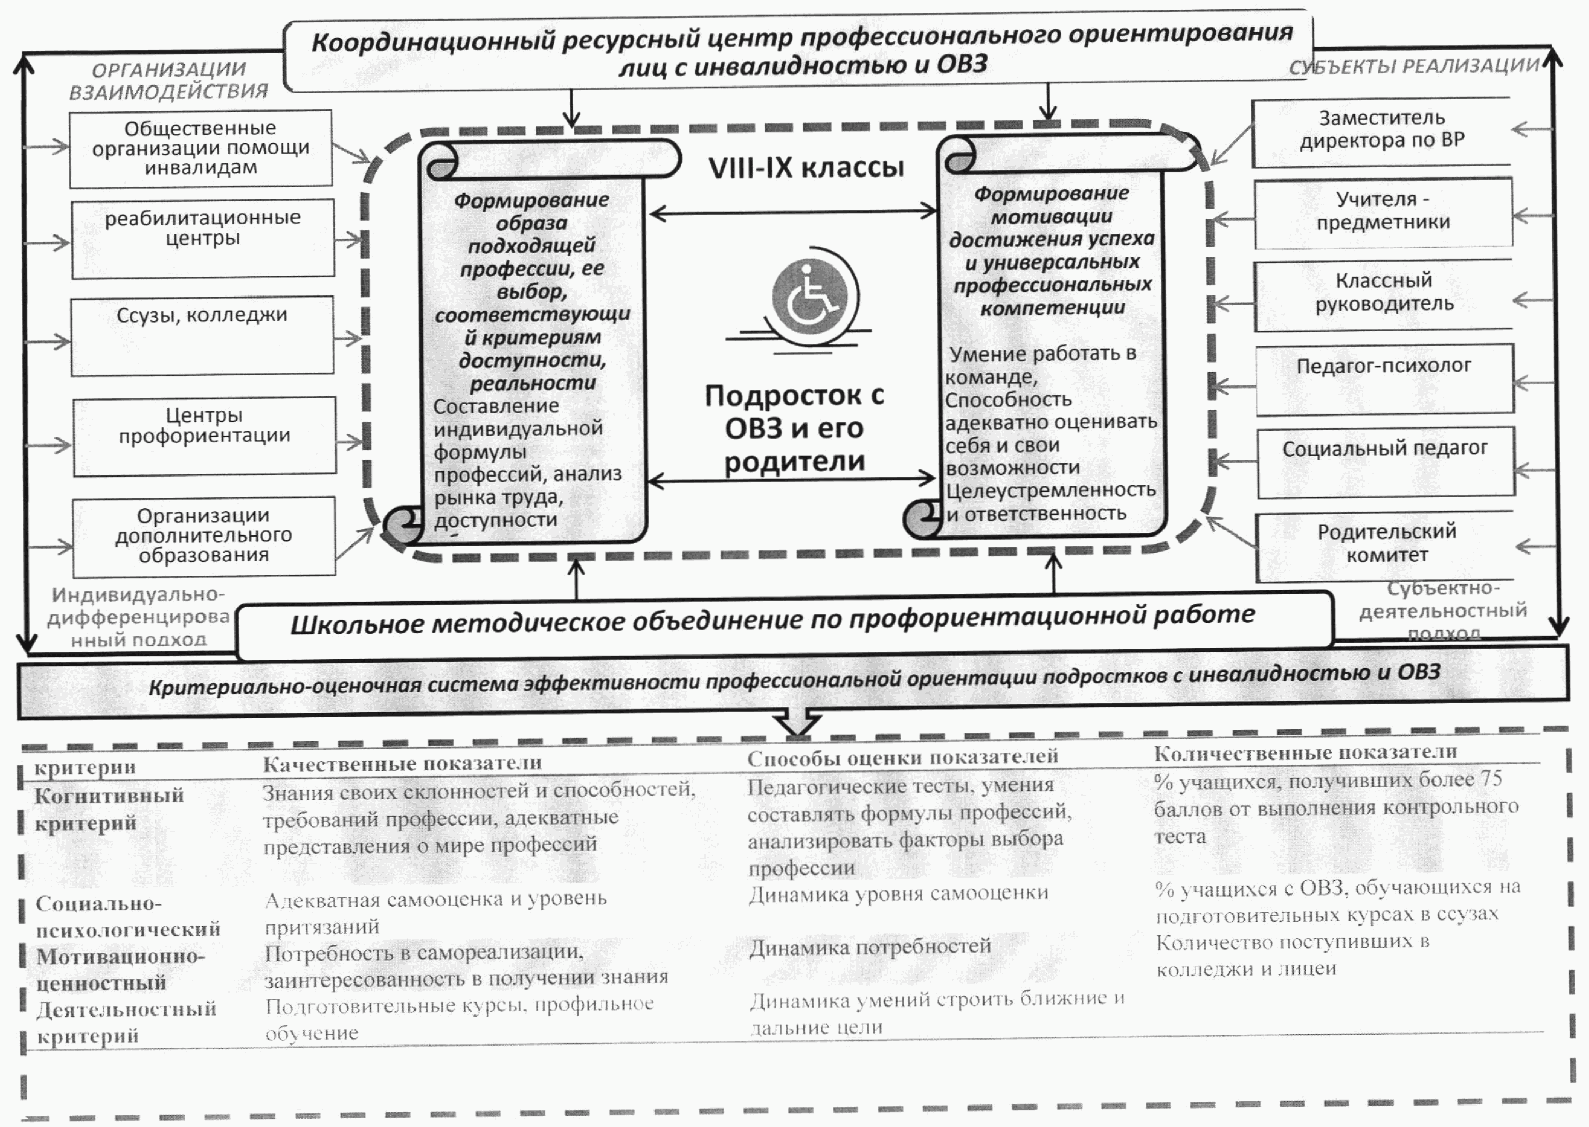 Координационный ресурсный центр профессионального ориентирования
лиц с инвалидностью и ОВЗ
ОРГАНИЗАЦИИ
ВЗАИМОДЕЙСТВИЯ
Общественные
организации помощи
инвалидам
реабилитационные
центры
Ссузы, колледжи
Центры
профориентации
Организации
дополнительного
образования
Индивидуально-
дифференцирова
нный подход
Формирование
образа
подходящей
профессии, ее
выбор,
соответствующи
й критериям
доступности,
реальности
Составление
индивидуальной
формулы
профессий, анализ
рынка труда,
доступности
VIII-IX классы
Подросток с
ОВЗ и его
родители
Формирование
мотивации
достижения успеха
и универсальных
профессиональных
компетенции
Умение работать в
команде,
Способность
адекватно оценивать
себя и свои
возможности
Целеустремленность
и ответственность
СУБЪЕКТЫ РЕАЛИЗАЦИИ
Заместитель
директора по ВР
Учителя -
предметники
Классный
руководитель
Педагог-психолог
Социальный педагог
Родительский
комитет
Субъектно-
деятельностный
подход
Школьное методическое объединение по профориентационной работе
Критериально-оценочная система эффективности профессиональной ориентации подростков с инвалидностью и ОВЗ
критерии
Качественные показатели
Способы оценки показателей
Количественные показатели
Когнитивный
критерий
Знания своих склонностей и способностей,
требований профессии, адекватные
представления о мире профессий
Педагогические тесты, умения
составлять формулы профессий,
анализировать факторы выбора
профессии
% учащихся, получивших более 75
баллов от выполнения контрольного
теста
Социально-
психологический
Адекватная самооценка и уровень
притязаний
Динамика уровня самооценки
% учащихся с ОВЗ, обучающихся на
подготовительных курсах в ссузах
Мотивационно-
ценностный
Потребность в самореализации,
заинтересованность в получении знания
Динамика потребностей
Количество поступивших в
колледжи и лицеи
Деятельностный
критерий
Подготовительные курсы, профильное
обучение
Динамика умений строить ближние и
дальние цели